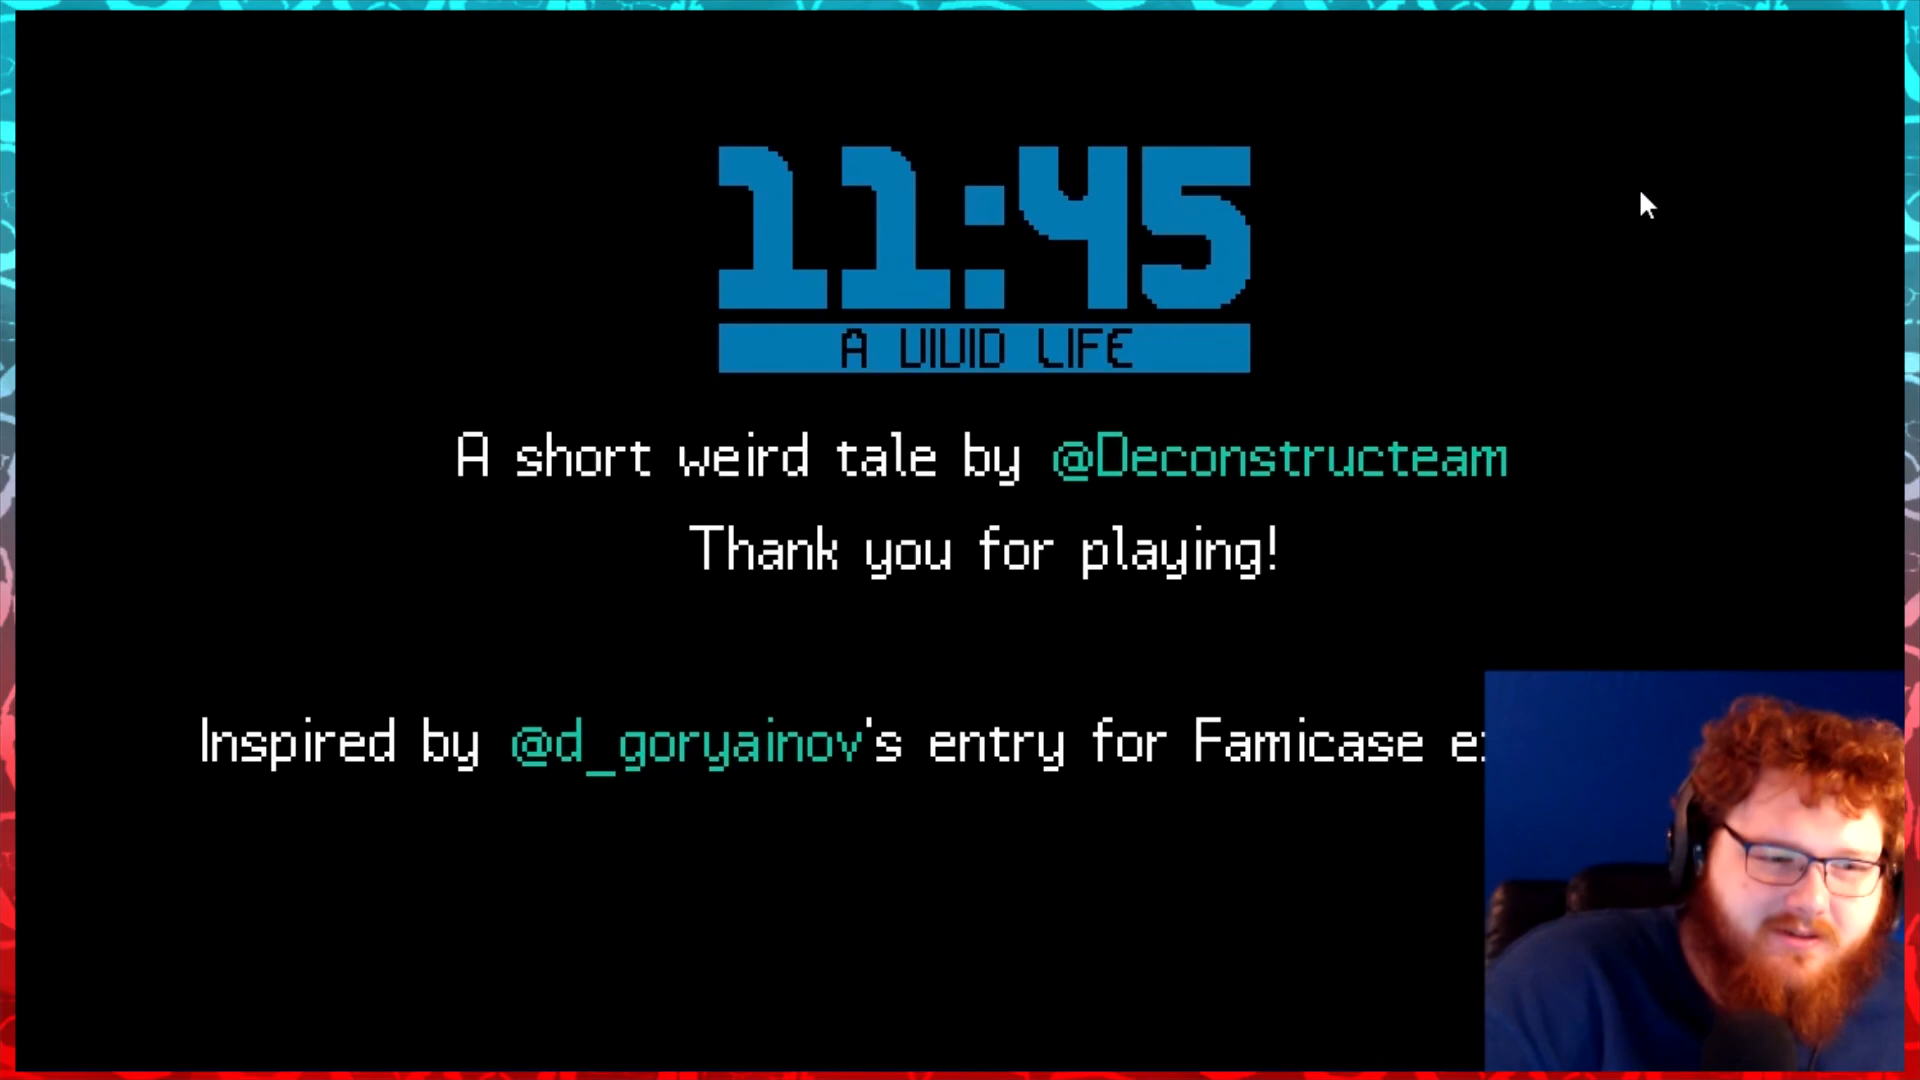 11:45
A VIVID LIFE
A short weird tale by @Deconstructeam
Thank you for playing!
Inspired by @d_goryainov's entry for Famicase